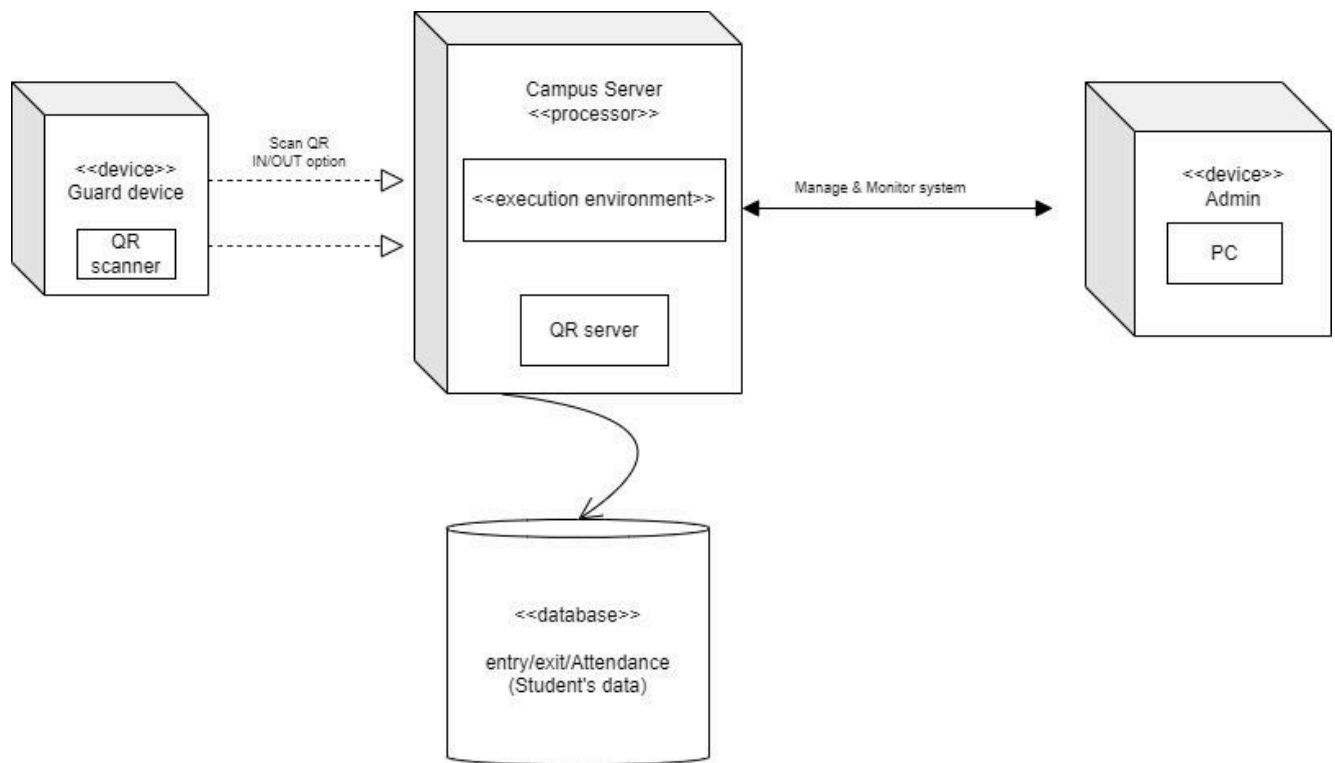 <<device>>
Guard device
QR
scanner
Scan QR
IN/OUT option
Campus Server
<<processor>>
<<execution environment>>
QR server
Manage & Monitor system
<<device>>
Admin
PC
<<database>>
entry/exit/Attendance
(Student's data)